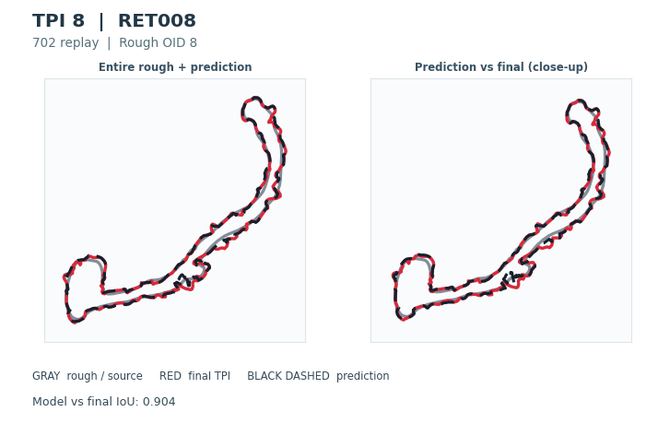 TPI 8 | RET008
702 replay | Rough OID 8
Entire rough + prediction
Prediction vs final (close-up)
GRAY rough / source RED final TPI BLACK DASHED prediction
Model vs final IoU: 0.904